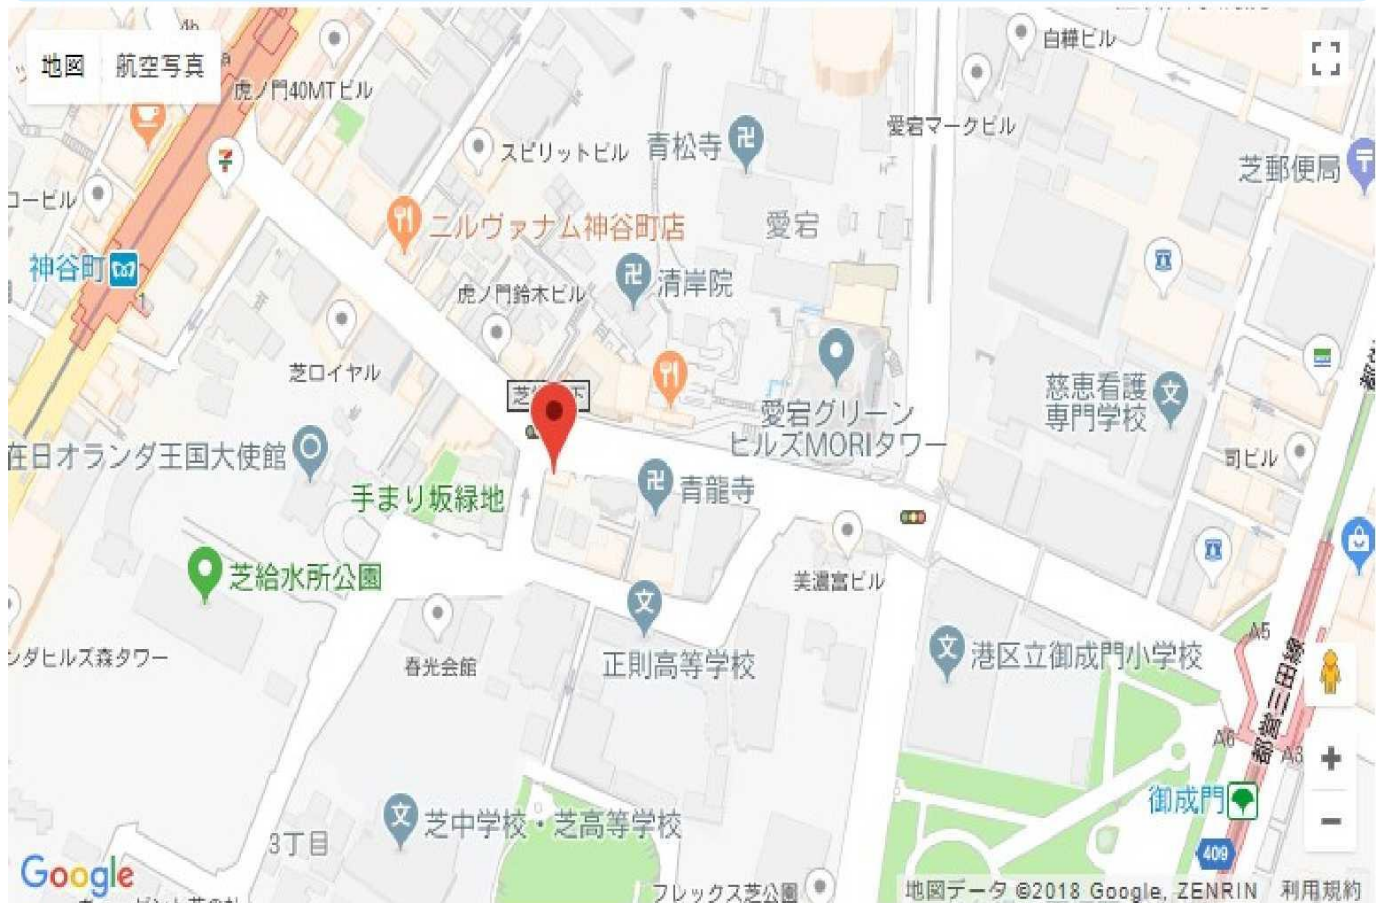 4b
白樺ビル
地図 航空写真
虎ノ門40MTビル
愛宕マークビル
スピリットビル
青松寺
芝郵便局
コービル
愛宕
ニルヴァナム神谷町店
神谷町
清岸院
虎ノ門鈴木ビル
1
芝ロイヤル
慈恵看護
専門学校
愛宕グリーン
ヒルズMORIタワー
在日オランダ王国大使館
司ビル
手まり坂緑地
青龍寺
芝給水所公園
美濃富ビル
文
A5
ンダヒルズ森タワー
春光会館
正則高等学校
港区立御成門小学校
都営三田線
A6
A3
御成門
芝中学校・芝高等学校
3丁目
409
Google
フレックス芝公園
地図データ ©2018 Google, ZENRIN 利用規約